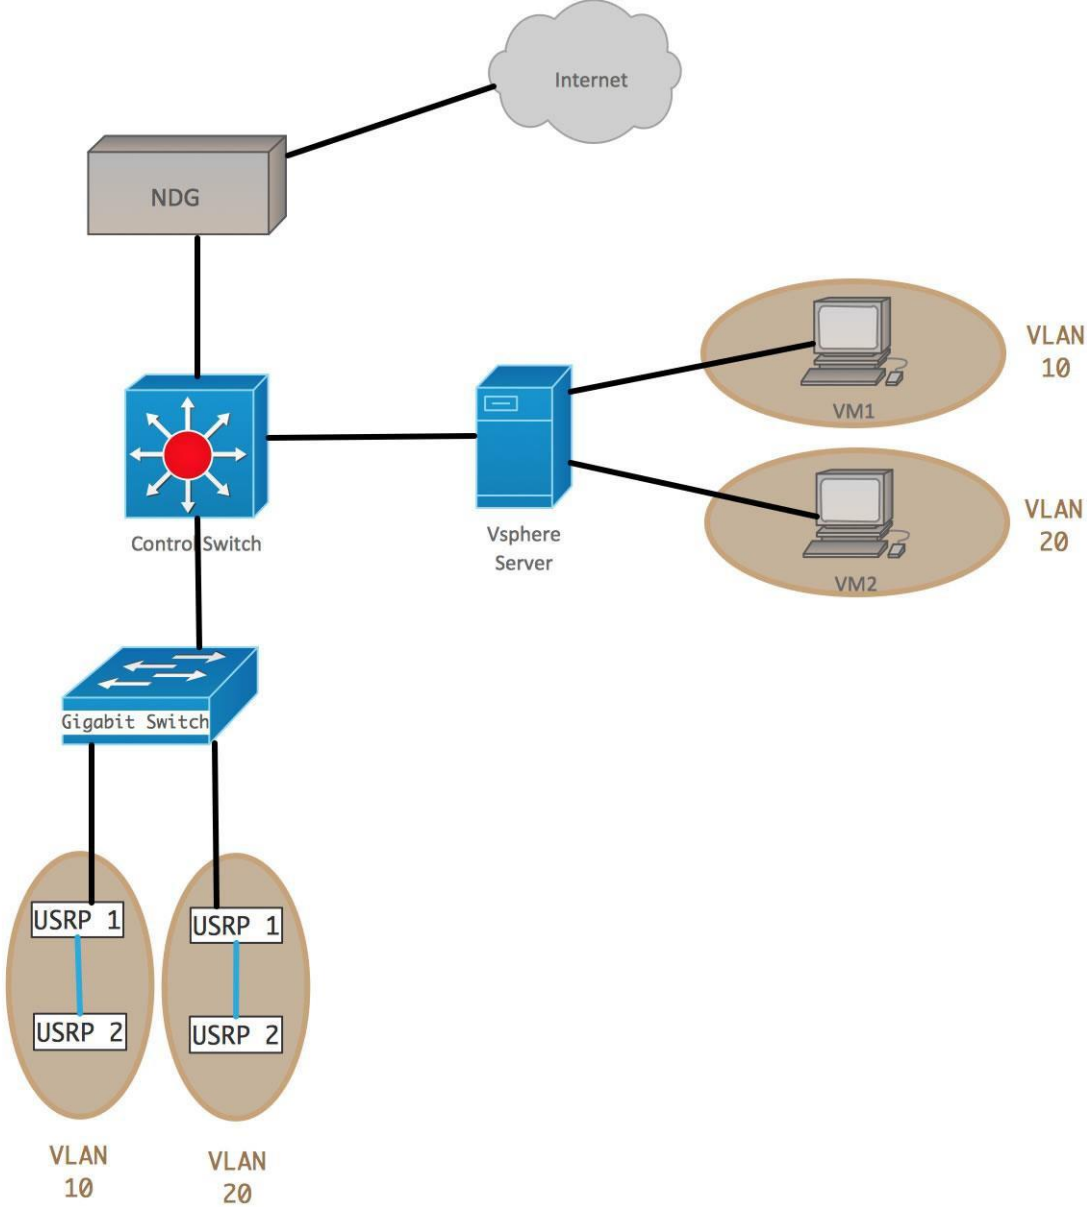 Internet
NDG
VLAN
10
VM1
Control Switch
Vsphere
Server
VLAN
20
VM2
Gigabit Switch
USRP 1
USRP 2
VLAN
10
USRP 1
USRP 2
VLAN
20